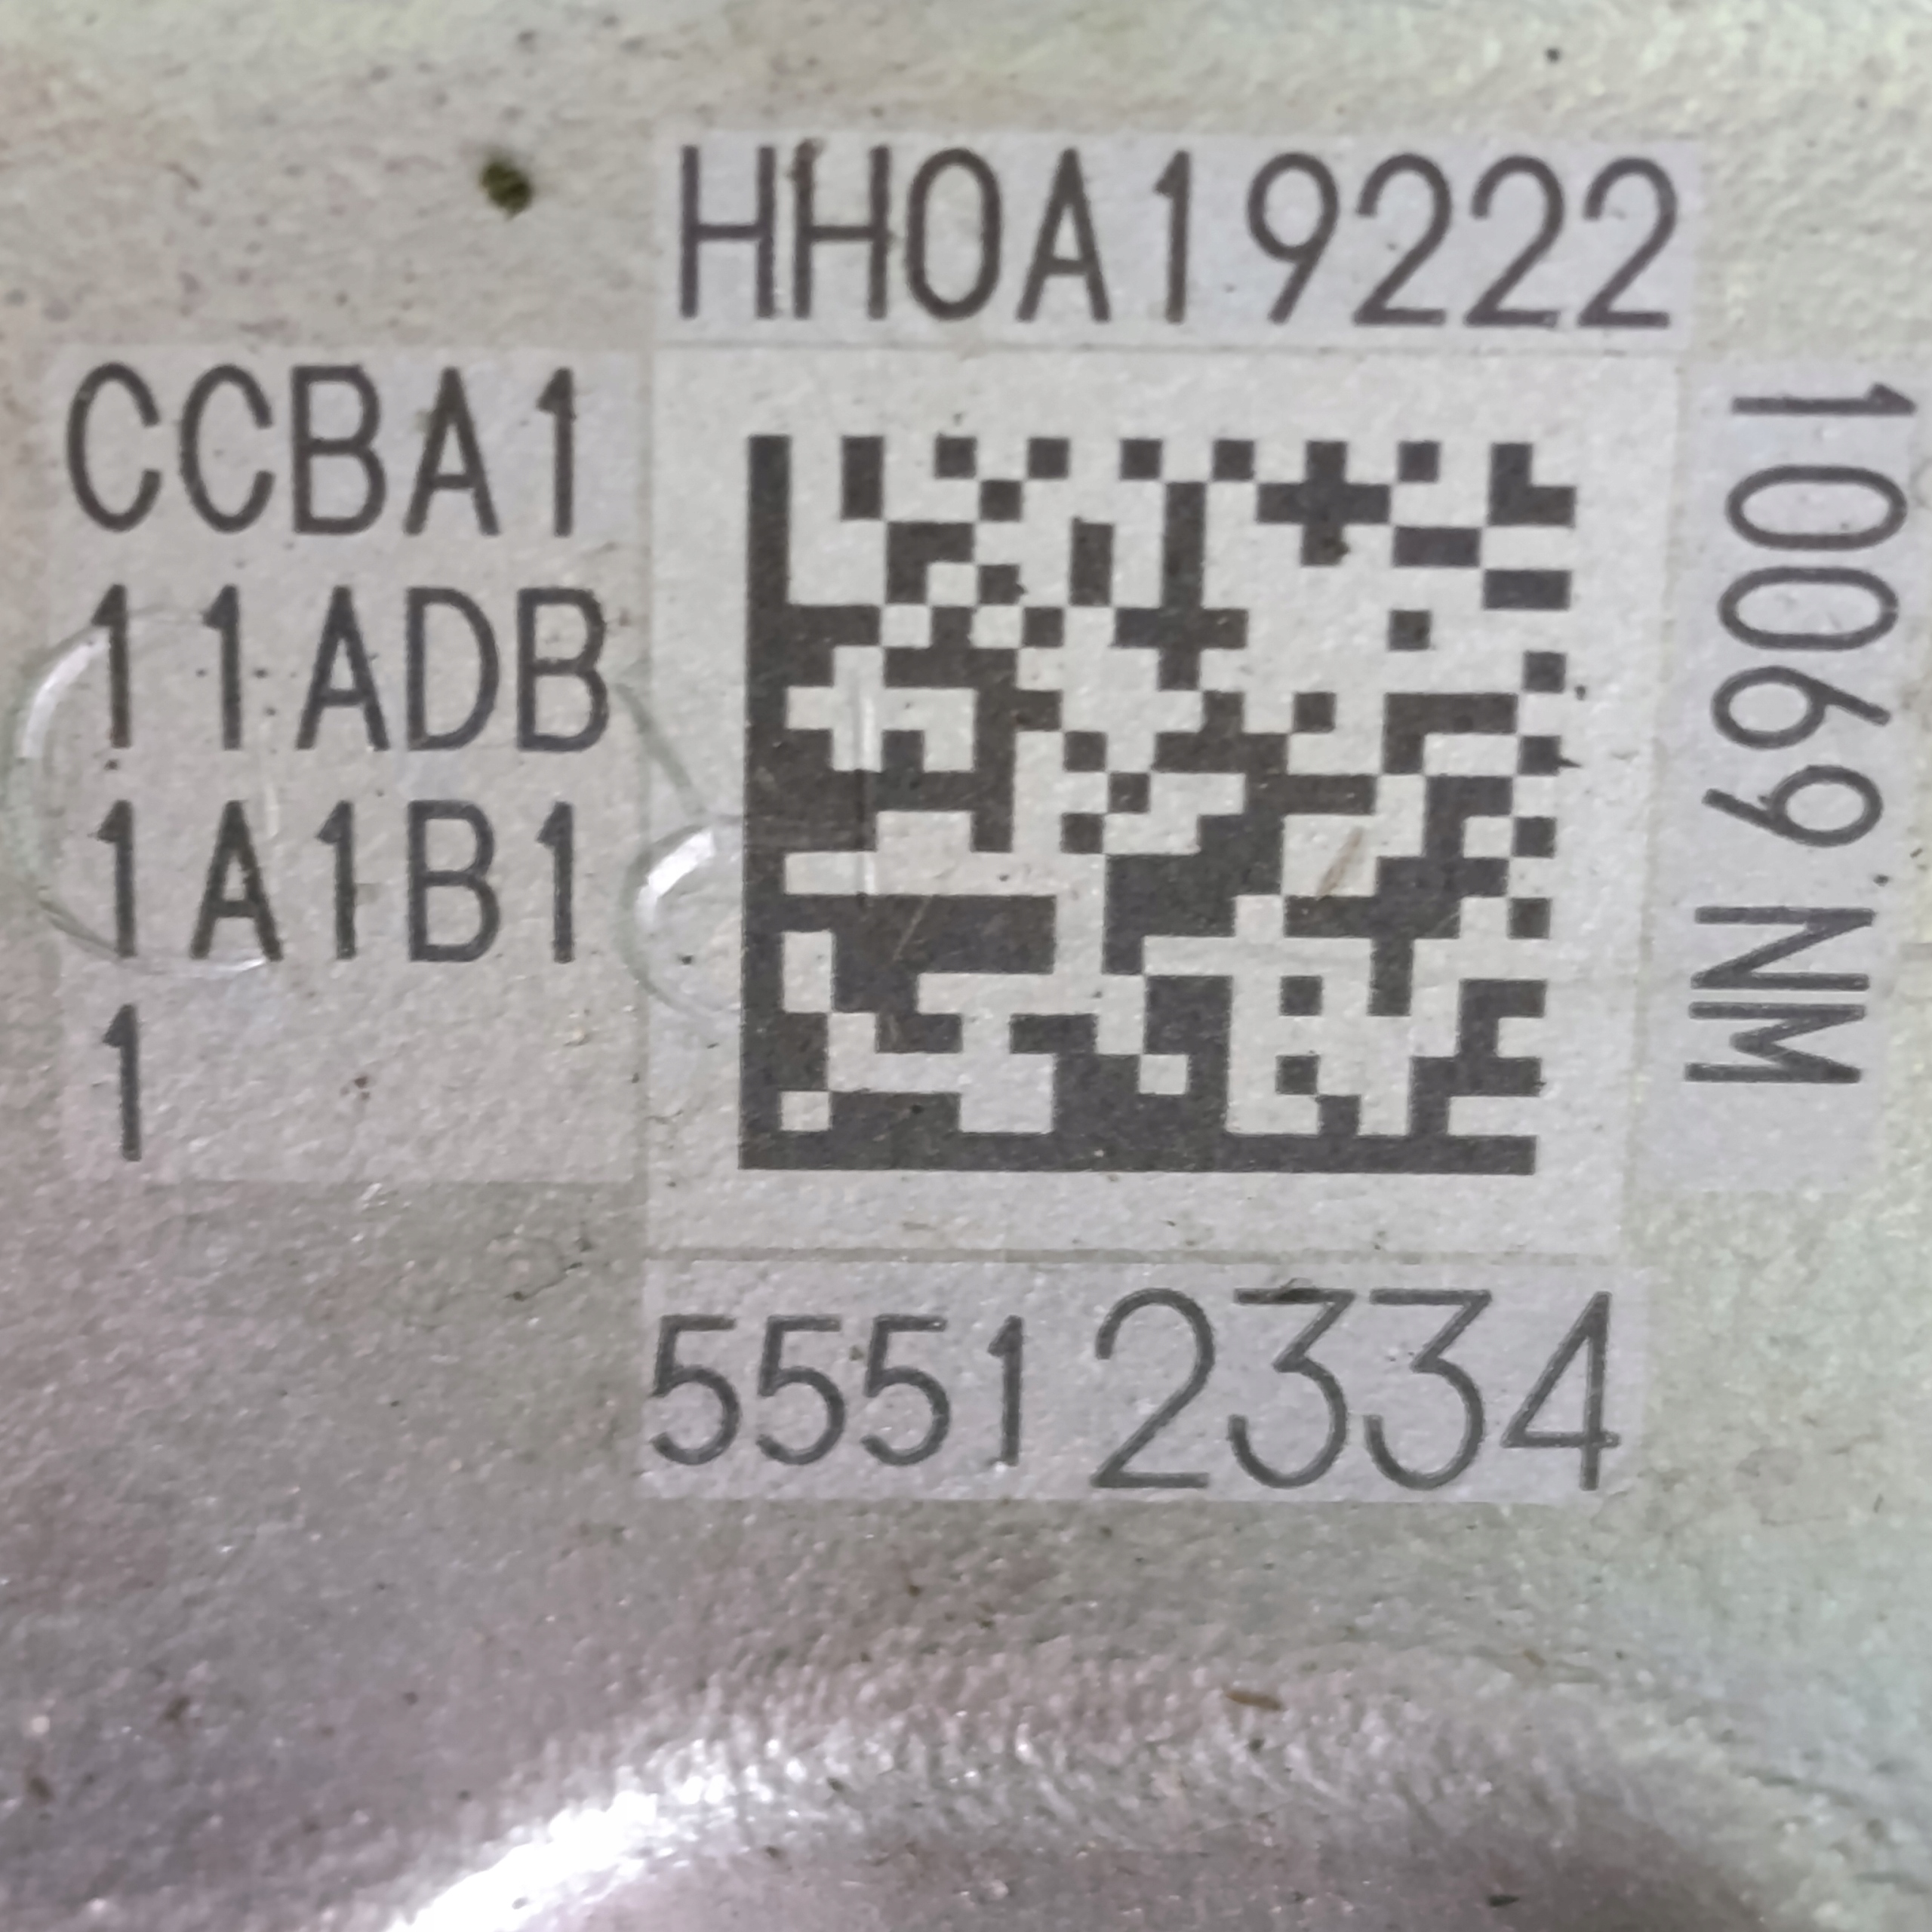 HH0A19222
CCBA1
11ADB
1A1B1
1
10069 NM
55512334